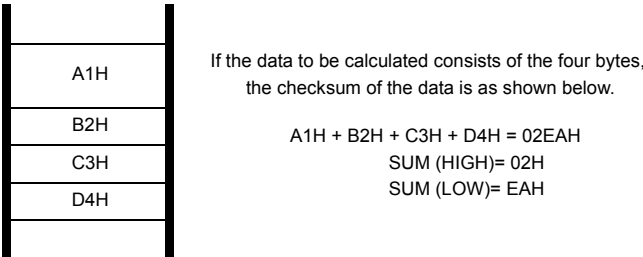 A1H
B2H
C3H
D4H
If the data to be calculated consists of the four bytes,
the checksum of the data is as shown below.
A1H + B2H + C3H + D4H = 02EAH
SUM (HIGH)= 02H
SUM (LOW)= EAH